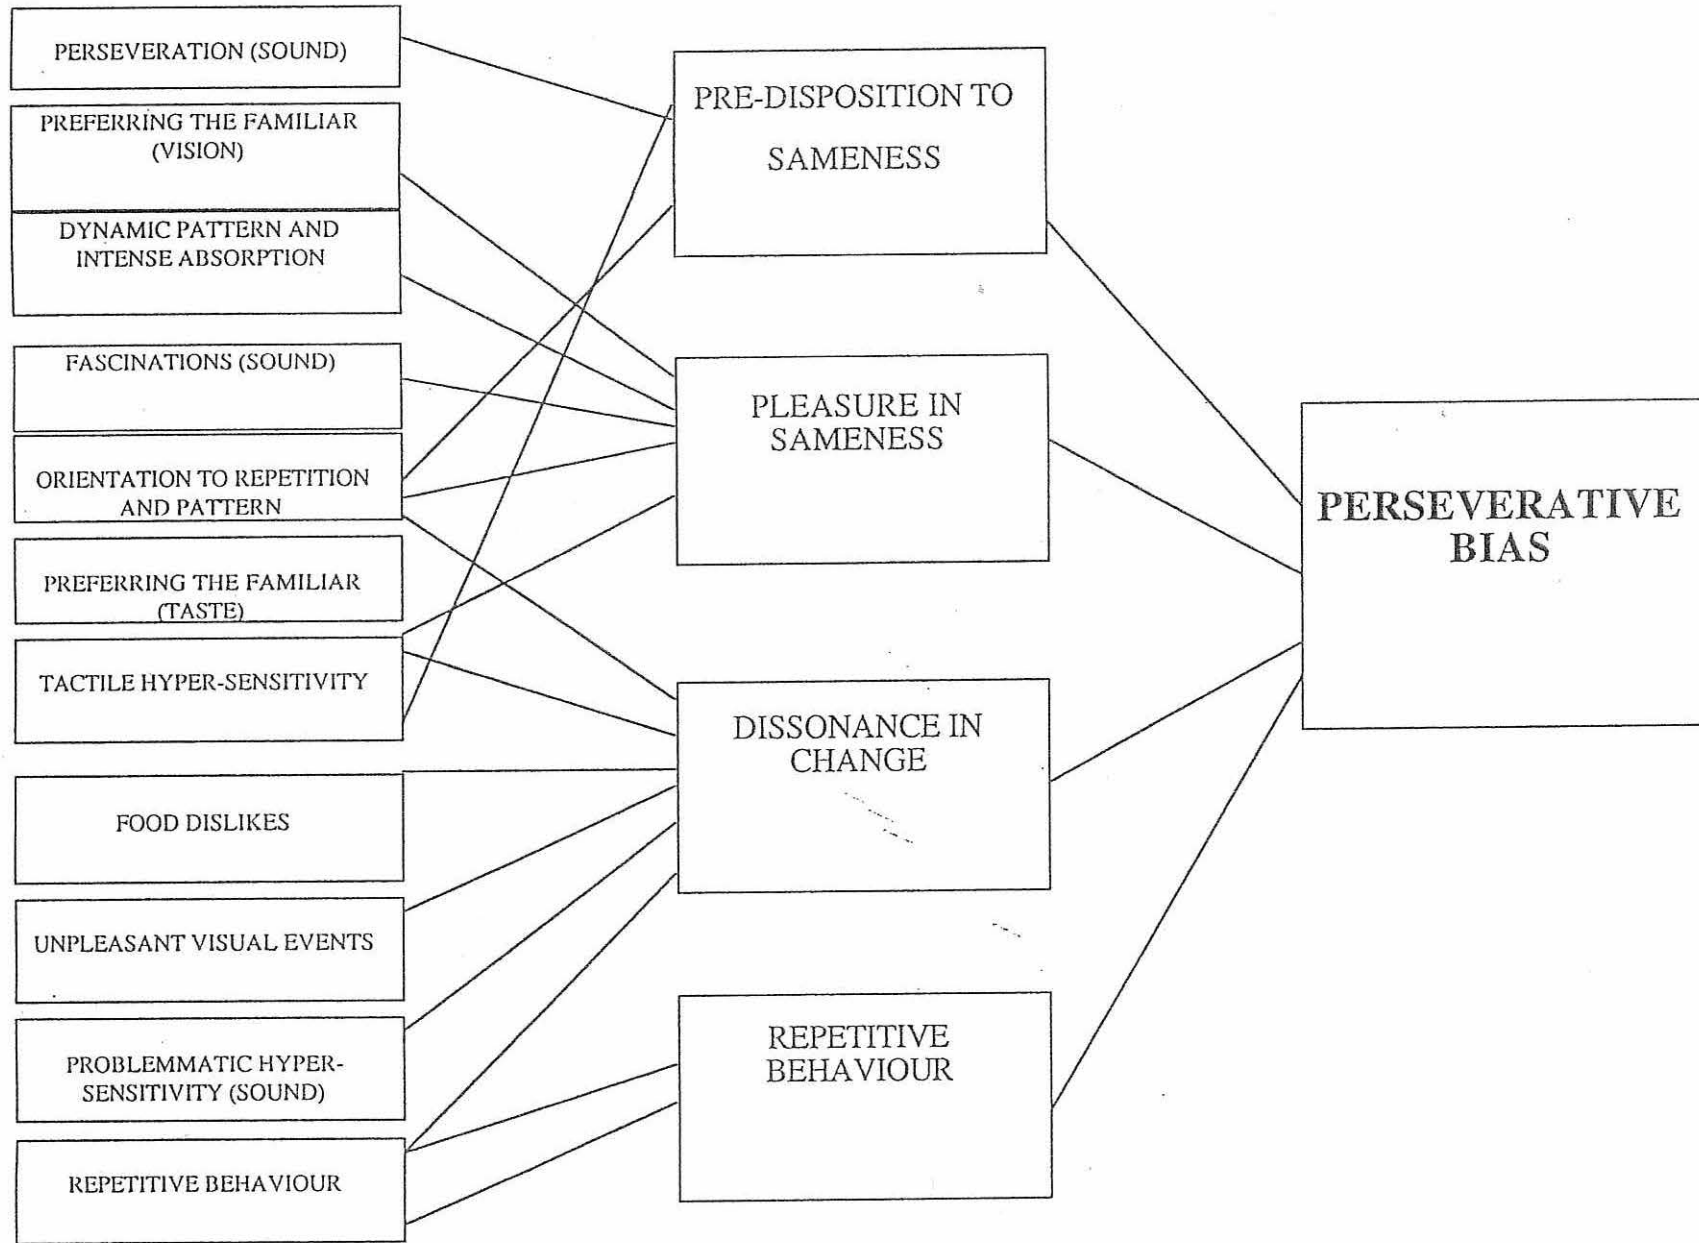 PERSEVERATION (SOUND)
PREFERRING THE FAMILIAR
(VISION)
DYNAMIC PATTERN AND
INTENSE ABSORPTION
FASCINATIONS (SOUND)
ORIENTATION TO REPETITION
AND PATTERN
PREFERRING THE FAMILIAR
(TASTE)
TACTILE HYPER-SENSITIVITY
FOOD DISLIKES
UNPLEASANT VISUAL EVENTS
PROBLEMMATIC HYPER-
SENSITIVITY (SOUND)
REPETITIVE BEHAVIOUR
PRE-DISPOSITION TO
SAMENESS
PLEASURE IN
SAMENESS
DISSONANCE IN
CHANGE
REPETITIVE
BEHAVIOUR
PERSEVERATIVE
BIAS